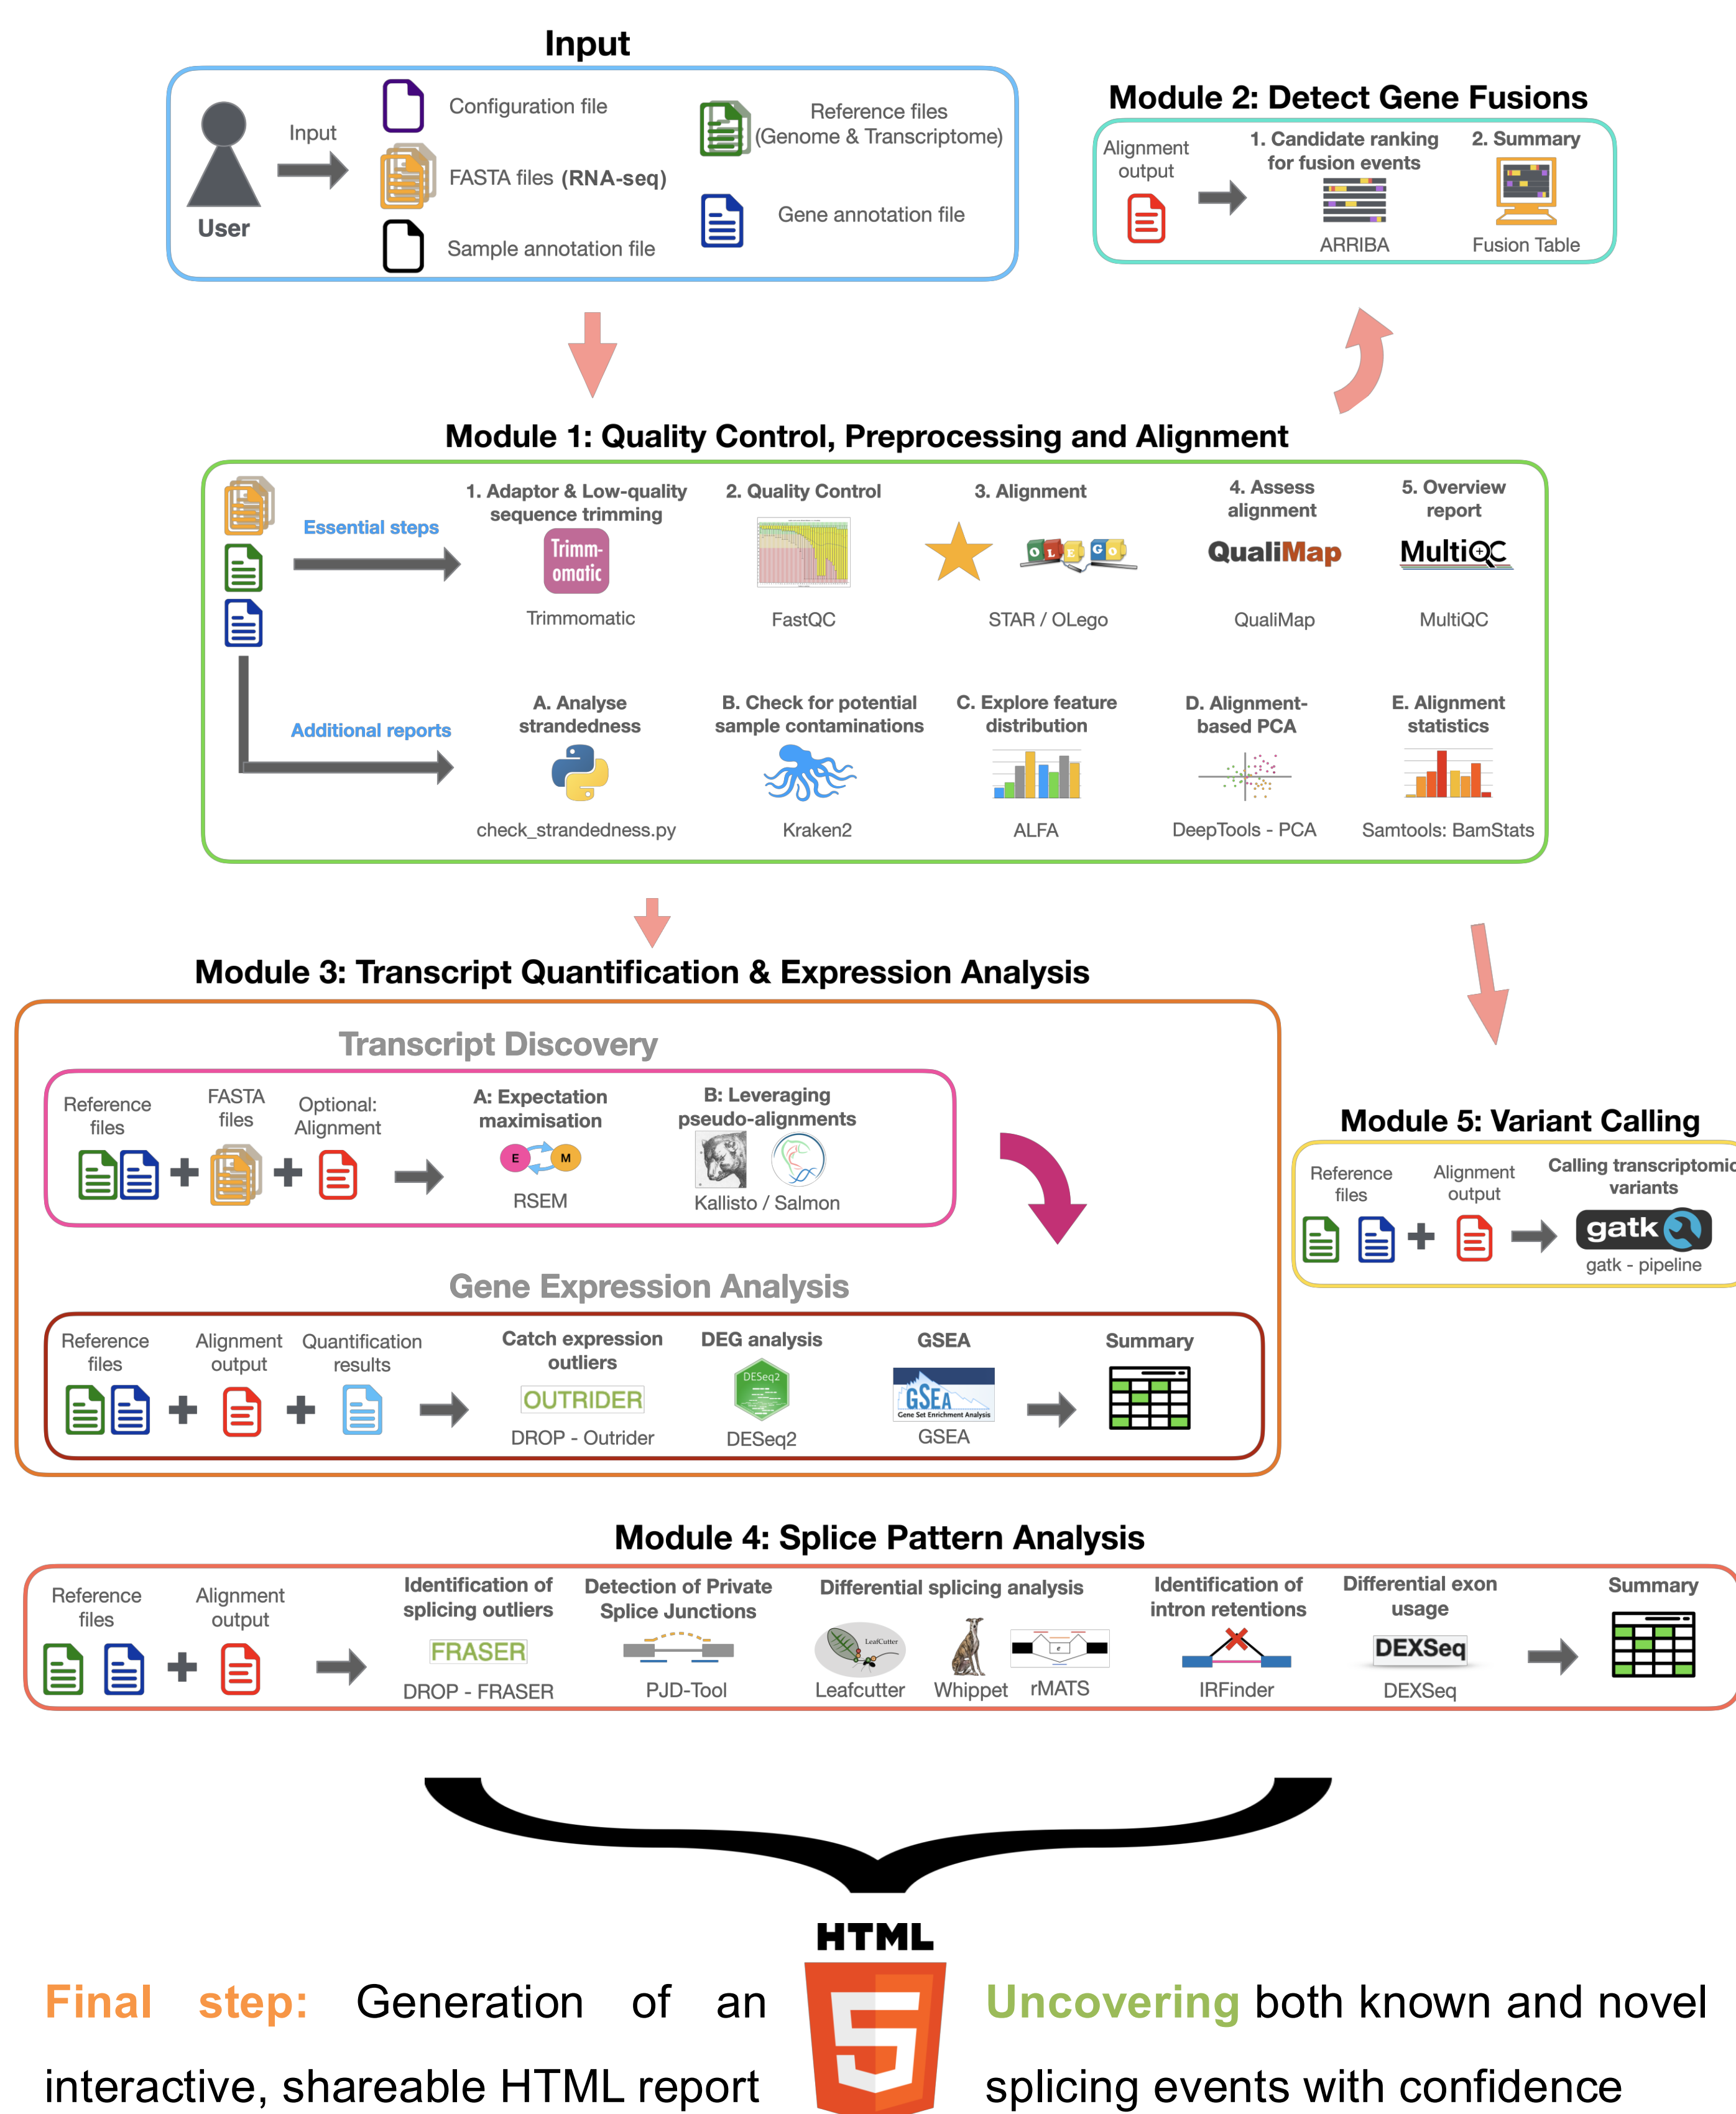 Input
User
Input
Configuration file
FASTA files (RNA-seq)
Sample annotation file
Reference files
(Genome & Transcriptome)
Gene annotation file
Module 2: Detect Gene Fusions
Alignment
output
1. Candidate ranking
for fusion events
ARRIBA
2. Summary
Fusion Table
Module 1: Quality Control, Preprocessing and Alignment
Essential steps
1. Adaptor & Low-quality
sequence trimming
Trimm-
omatic
Trimmomatic
2. Quality Control
FastQC
3. Alignment
OLEGO
STAR / OLego
4. Assess
alignment
QualiMap
QualiMap
5. Overview
report
MultiQC
MultiQC
Additional reports
A. Analyse
strandedness
check_strandedness.py
B. Check for potential
sample contaminations
Kraken2
C. Explore feature
distribution
ALFA
D. Alignment-
based PCA
DeepTools - PCA
E. Alignment
statistics
Samtools: BamStats
Module 3: Transcript Quantification & Expression Analysis
Transcript Discovery
Reference
files
FASTA
files
Optional:
Alignment
A: Expectation
maximisation
E
M
RSEM
B: Leveraging
pseudo-alignments
Kallisto / Salmon
Gene Expression Analysis
Reference
files
Alignment
output
Quantification
results
Catch expression
outliers
OUTRIDER
DROP - Outrider
DEG analysis
DESeq2
DESeq2
GSEA
GSEA
Gene Set Enrichment Analysis
GSEA
Summary
Module 5: Variant Calling
Reference
files
Alignment
output
Calling transcriptomic
variants
gatk
gatk - pipeline
Module 4: Splice Pattern Analysis
Reference
files
Alignment
output
Identification of
splicing outliers
FRASER
DROP - FRASER
Detection of Private
Splice Junctions
PJD-Tool
Differential splicing analysis
LeafCutter
Leafcutter
Whippet
e
rMATS
Identification of
intron retentions
IRFinder
Differential exon
usage
DEXSeq
DEXSeq
Summary
HTML
5
Final step: Generation of an
interactive, shareable HTML report
Uncovering both known and novel
splicing events with confidence